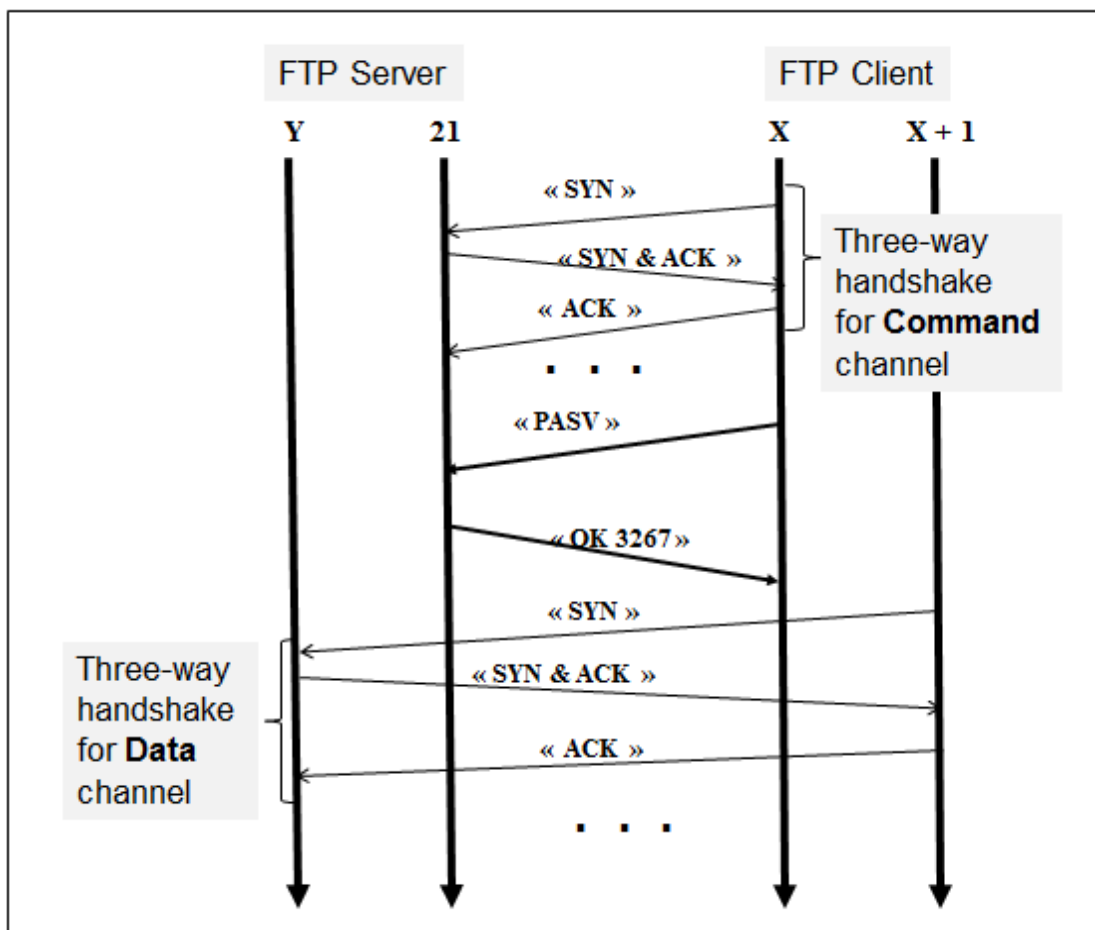 FTP Server
FTP Client
Y
21
X
X + 1
« SYN »
« SYN & ACK »
« ACK »
Three-way
handshake
for Command
channel
. . .
« PASV »
« OK 3267 »
« SYN »
« SYN & ACK »
« ACK »
Three-way
handshake
for Data
channel
. . .